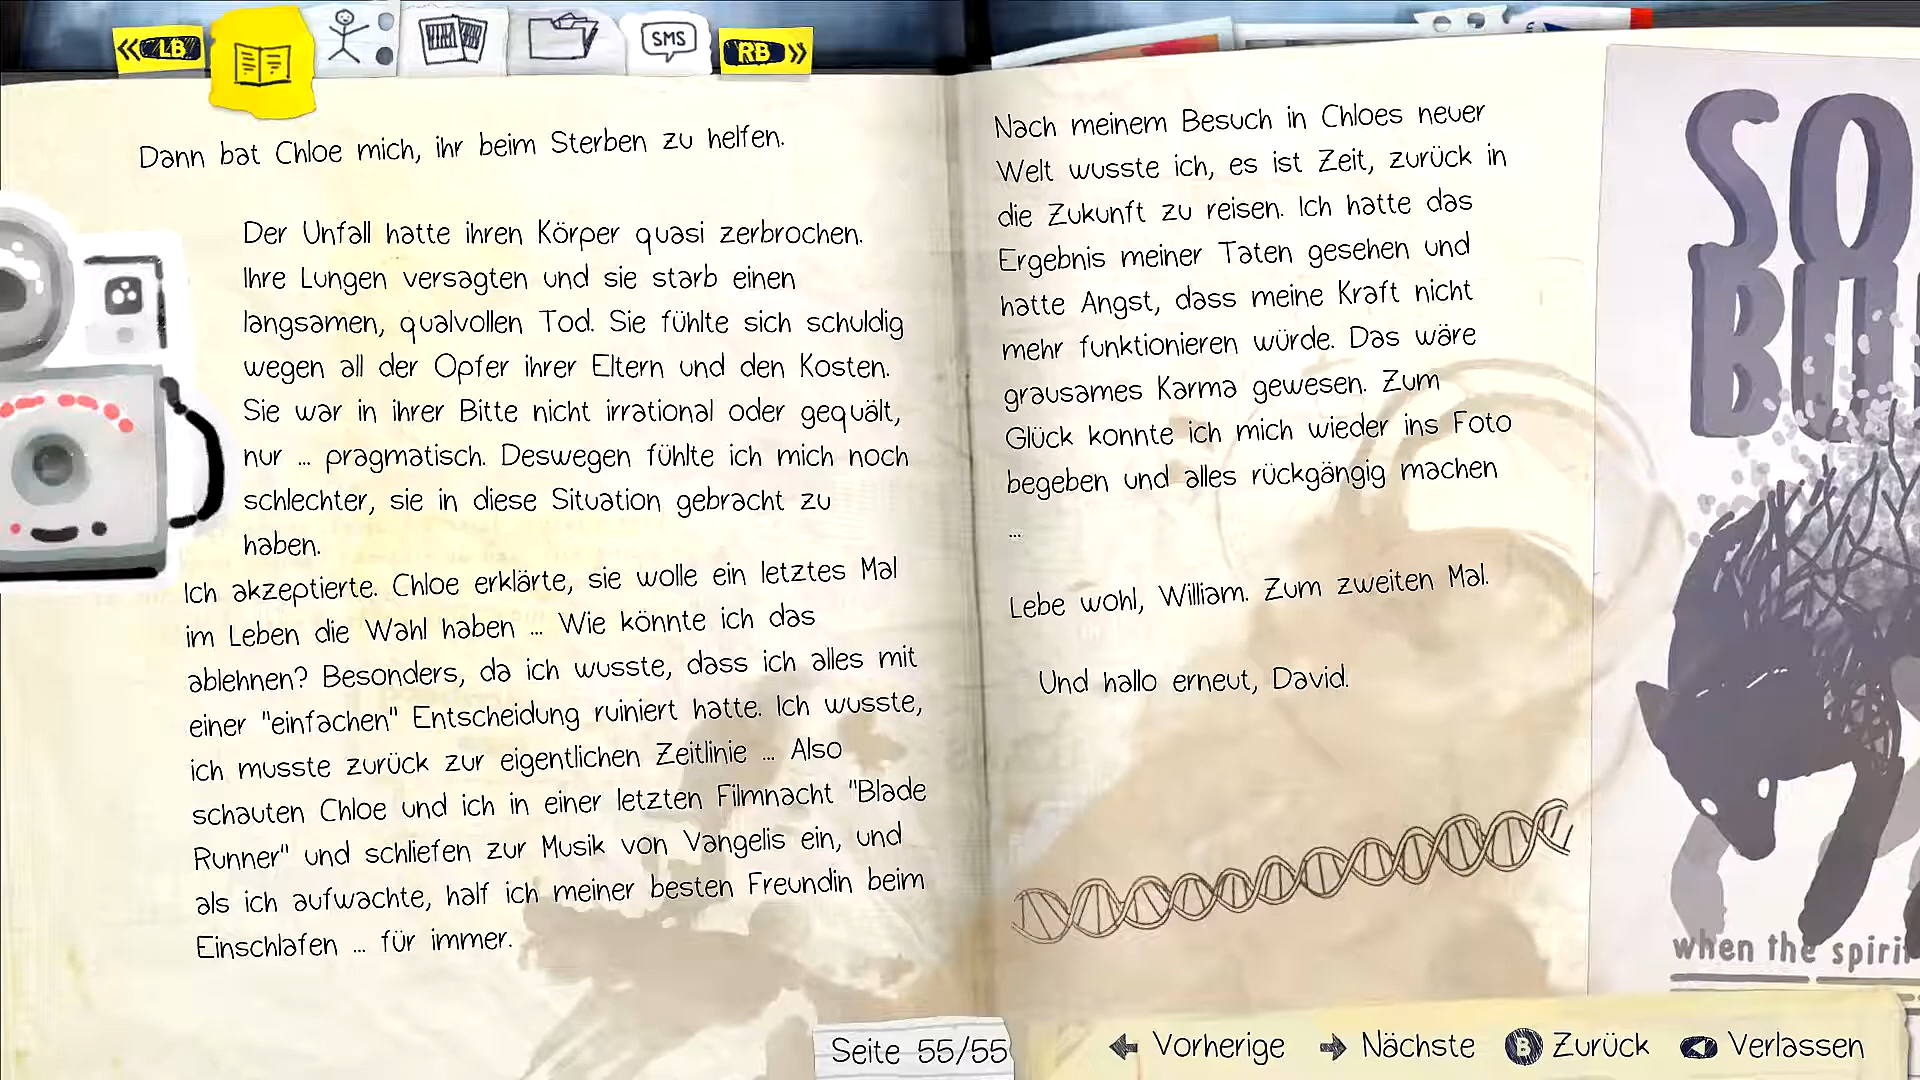 LB
SMS
RB
Dann bat Chloe mich, ihr beim Sterben zu helfen.
Der Unfall hatte ihren Körper quasi zerbrochen.
Ihre Lungen versagten und sie starb einen
langsamen, qualvollen Tod. Sie fühlte sich schuldig
wegen all der Opfer ihrer Eltern und den Kosten.
Sie war in ihrer Bitte nicht irrational oder gequält,
nur ... pragmatisch. Deswegen fühlte ich mich noch
schlechter, sie in diese Situation gebracht zu
haben.
Ich akzeptierte. Chloe erklärte, sie wolle ein letztes Mal
im Leben die Wahl haben ... Wie könnte ich das
ablehnen? Besonders, da ich wusste, dass ich alles mit
einer "einfachen" Entscheidung ruiniert hatte. Ich wusste,
ich musste zurück zur eigentlichen Zeitlinie ... Also
schauten Chloe und ich in einer letzten Filmnacht "Blade
Runner" und schliefen zur Musik von Vangelis ein, und
als ich aufwachte, half ich meiner besten Freundin beim
Einschlafen ... für immer.
Nach meinem Besuch in Chloes neuer
Welt wusste ich, es ist Zeit, zurück in
die Zukunft zu reisen. Ich hatte das
Ergebnis meiner Taten gesehen und
hatte Angst, dass meine Kraft nicht
mehr funktionieren würde. Das wäre
grausames Karma gewesen. Zum
Glück konnte ich mich wieder ins Foto
begeben und alles rückgängig machen
...
Lebe wohl, William. Zum zweiten Mal.
Und hallo erneut, David.
SO
when the
Seite 55/55
Vorherige
Nächste
B Zurück
Verlassen